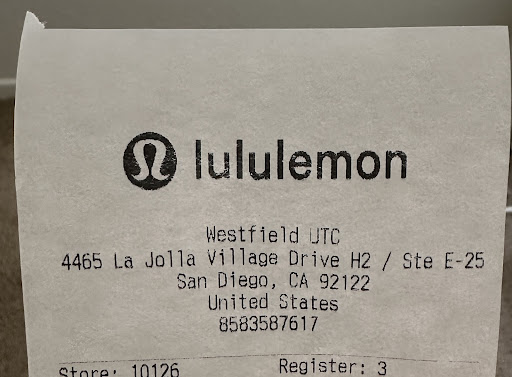 lululemon
Westfield UTC
4465 La Jolla Village Drive H2 / Ste E-25
San Diego, CA 92122
United States
8583587617
Store: 10126 Register: 3